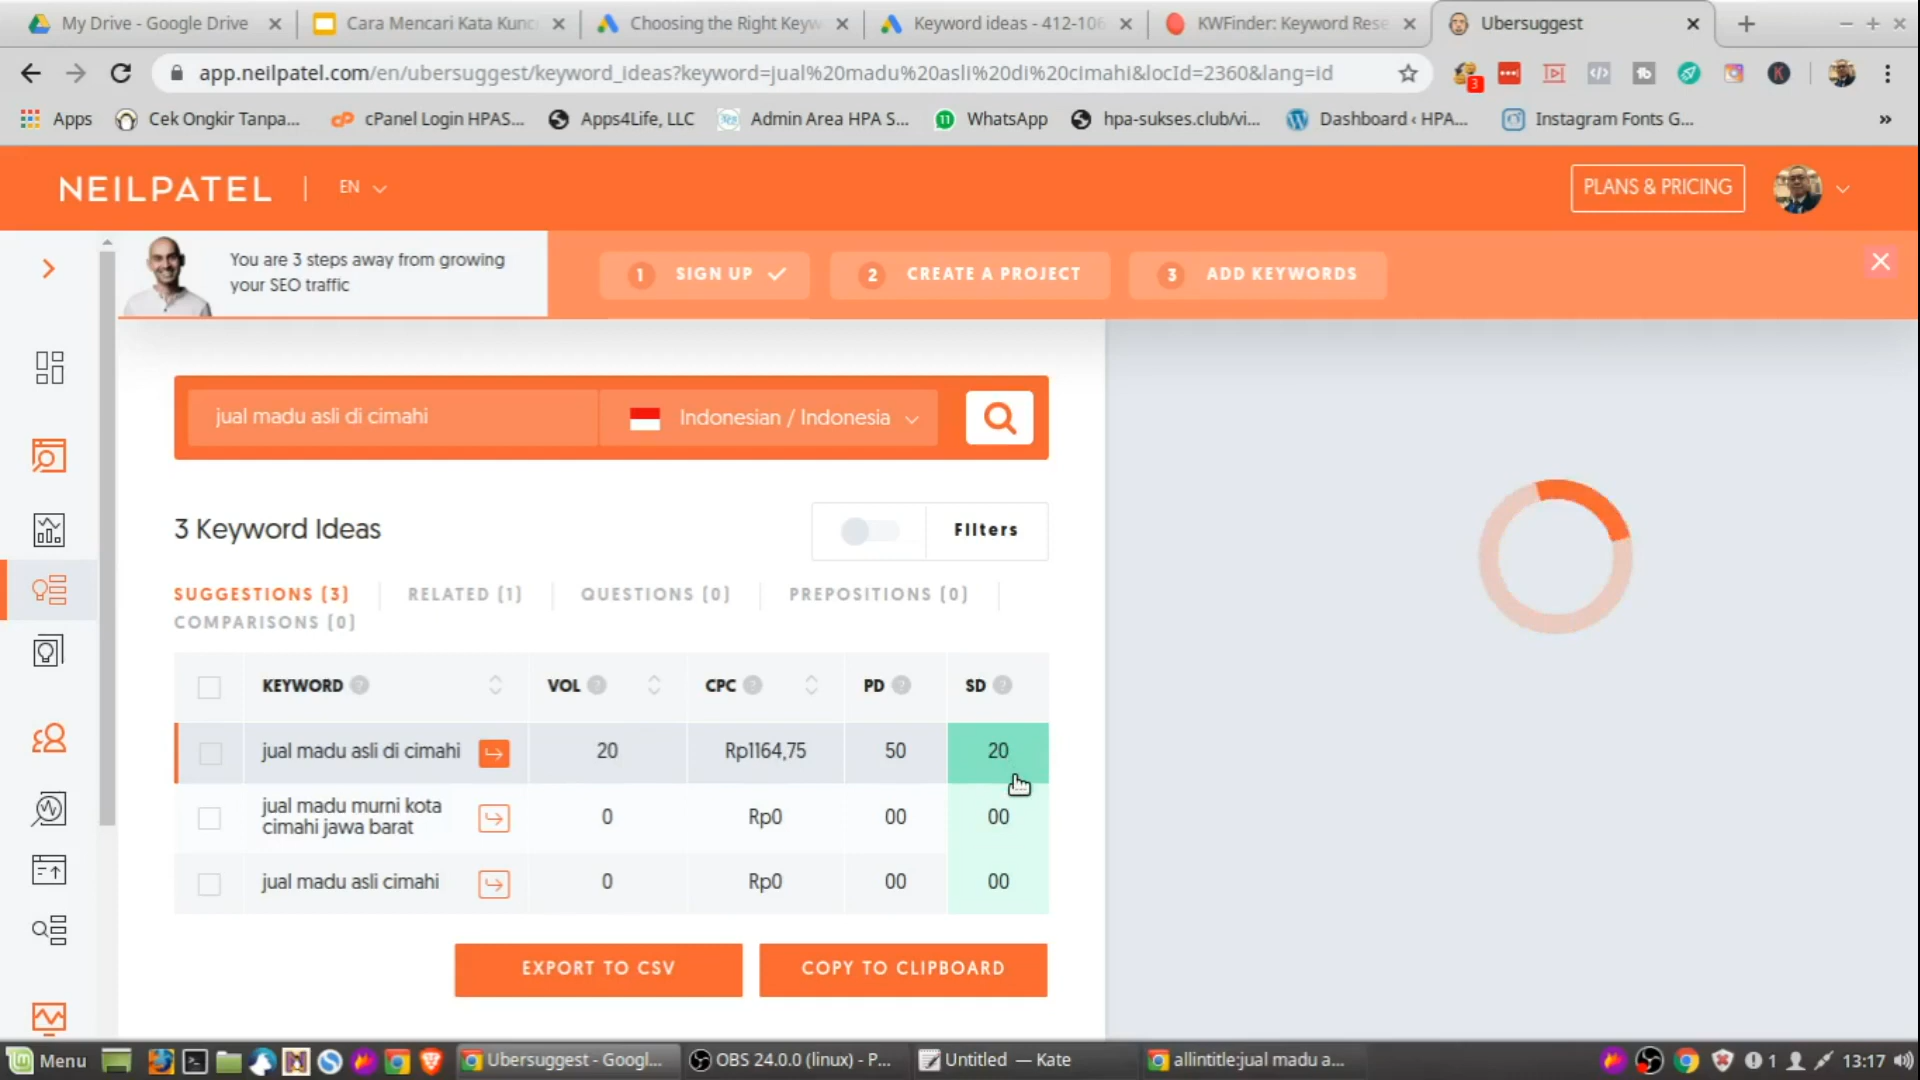 My Drive - Google Drive
Cara Mencari Kata Kunc
Choosing the Right Keyw
Keyword ideas - 412-106
KWFinder: Keyword Rese
Ubersuggest
app.neilpatel.com/en/ubersuggest/keyword_ideas?keyword=jual%20madu%20asli%20di%20cimahi&locId=2360&lang=id
3
Apps
Cek Ongkir Tanpa...
cPanel Login HPAS...
Apps4Life, LLC
Admin Area HPA S...
11
WhatsApp
hpa-sukses.club/vi...
Dashboard ‹ HPA...
Instagram Fonts G...
»
NEILPATEL
EN
PLANS & PRICING
You are 3 steps away from growing
your SEO traffic
1 SIGN UP
2 CREATE A PROJECT
3 ADD KEYWORDS
jual madu asli di cimahi
Indonesian / Indonesia
3 Keyword Ideas
Filters
SUGGESTIONS (3)
RELATED (1)
QUESTIONS (0)
PREPOSITIONS (0)
COMPARISONS (0)
KEYWORD
VOL
CPC
PD
SD
jual madu asli di cimahi 20 Rp1164,75 50 20
jual madu murni kota
cimahi jawa barat
0 Rp0 00 00
jual madu asli cimahi 0 Rp0 00 00
EXPORT TO CSV
COPY TO CLIPBOARD
Menu
Ubersuggest - Googl...
OBS 24.0.0 (linux) - P...
Untitled — Kate
allintitle:jual madu a...
1
13:17